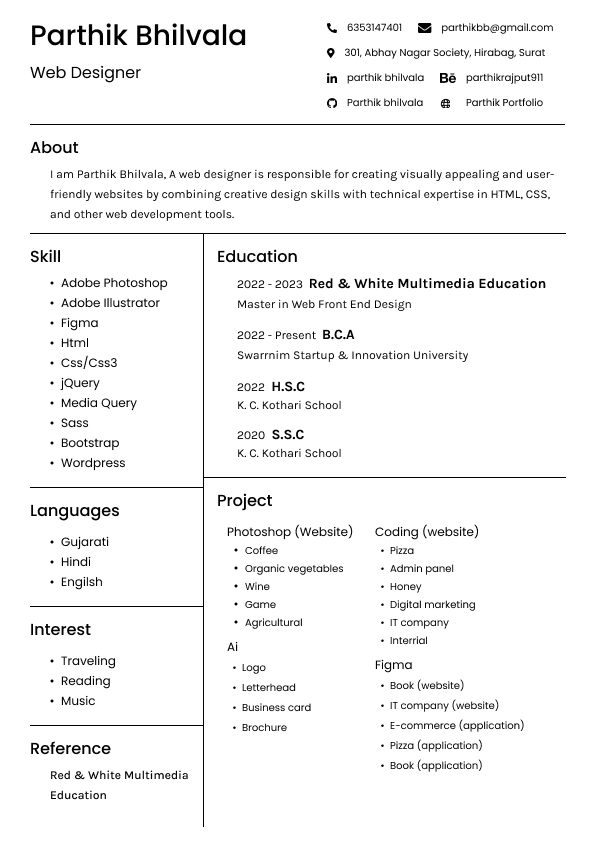 Parthik Bhilvala
Web Designer
6353147401 parthikbb@gmail.com
301, Abhay Nagar Society, Hirabag, Surat
parthik bhilvala Bē parthikrajput911
Parthik bhilvala Parthik Portfolio
About
I am Parthik Bhilvala, A web designer is responsible for creating visually appealing and user-
friendly websites by combining creative design skills with technical expertise in HTML, CSS,
and other web development tools.
Skill
• Adobe Photoshop
• Adobe Illustrator
• Figma
• Html
• Css/Css3
• jQuery
• Media Query
• Sass
• Bootstrap
• Wordpress
Languages
• Gujarati
• Hindi
• Engilsh
Interest
• Traveling
• Reading
• Music
Reference
Red & White Multimedia
Education
Education
2022 - 2023 Red & White Multimedia Education
Master in Web Front End Design
2022 - Present B.C.A
Swarrnim Startup & Innovation University
2022 H.S.C
K. C. Kothari School
2020 S.S.C
K. C. Kothari School
Project
Photoshop (Website)
• Coffee
• Organic vegetables
• Wine
• Game
• Agricultural
Ai
• Logo
• Letterhead
• Business card
• Brochure
Coding (website)
• Pizza
• Admin panel
• Honey
• Digital marketing
• IT company
• Interrial
Figma
• Book (website)
• IT company (website)
• E-commerce (application)
• Pizza (application)
• Book (application)